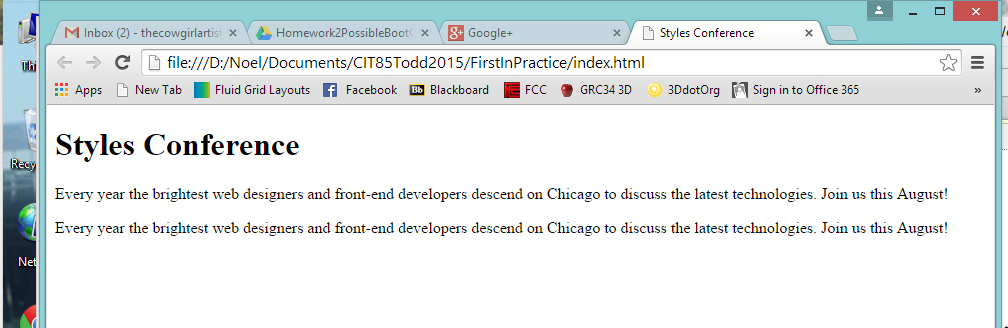 Inbox (2) - thecowgirlartist
Homework2PossibleBoot
Google+
Styles Conference
file:///D:/Noel/Documents/CIT85Todd2015/FirstInPractice/index.html
Apps New Tab Fluid Grid Layouts Facebook Bb Blackboard FCC GRC34 3D 3DdotOrg Sign in to Office 365 »
Styles Conference
Every year the brightest web designers and front-end developers descend on Chicago to discuss the latest technologies. Join us this August!
Every year the brightest web designers and front-end developers descend on Chicago to discuss the latest technologies. Join us this August!
Th
Recy
Net